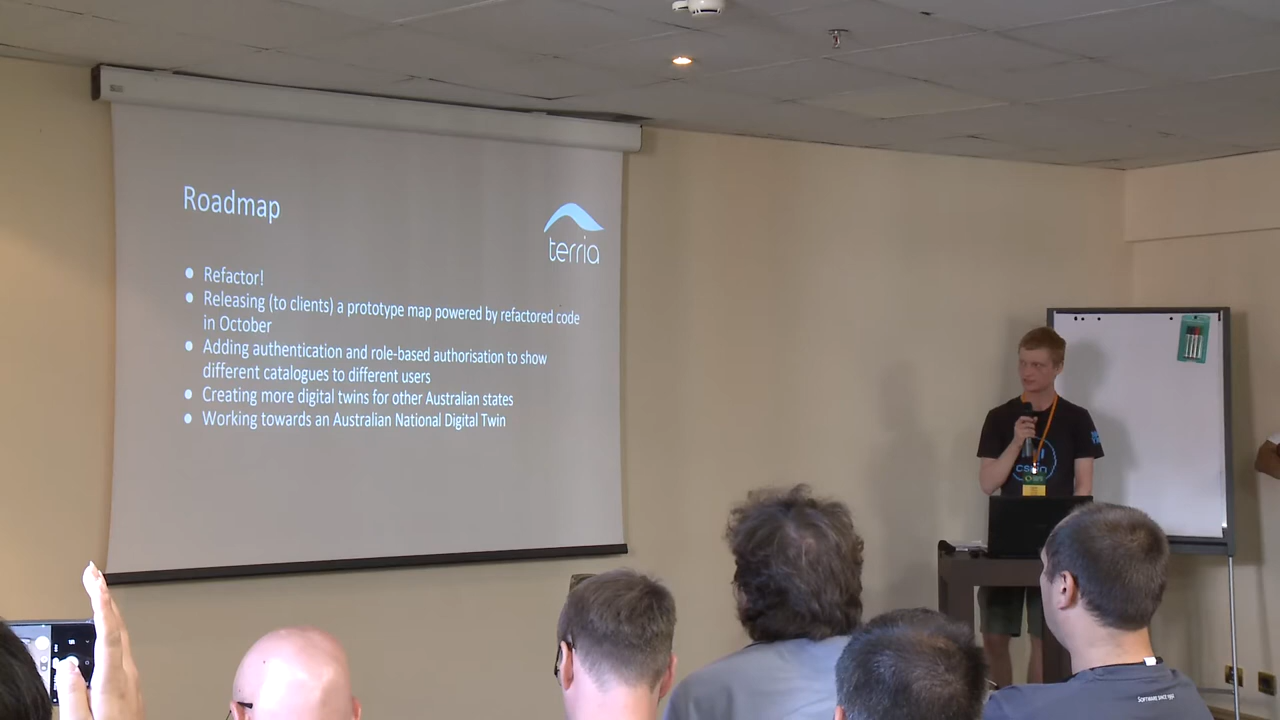 Roadmap
terria
● Refactor!
● Releasing (to clients) a prototype map powered by refactored code
in October
● Adding authentication and role-based authorisation to show
different catalogues to different users
● Creating more digital twins for other Australian states
● Working towards an Australian National Digital Twin
SOFTWARE SINCE